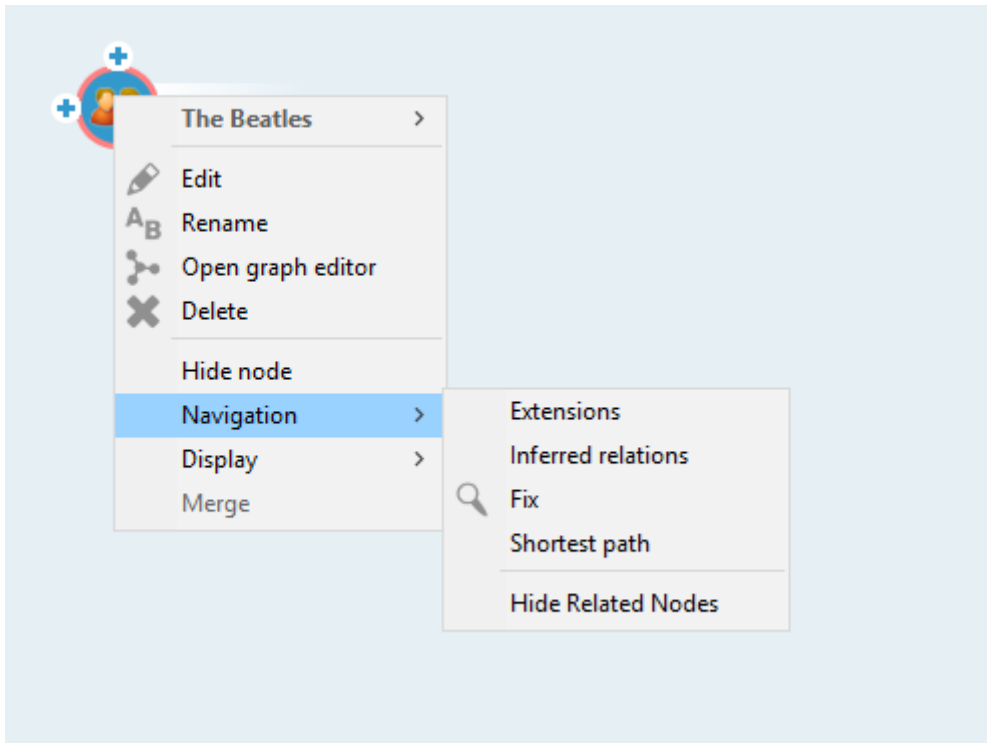 The Beatles
Edit
AB Rename
Open graph editor
Delete
Hide node
Navigation
Display
Merge
Extensions
Inferred relations
Fix
Shortest path
Hide Related Nodes